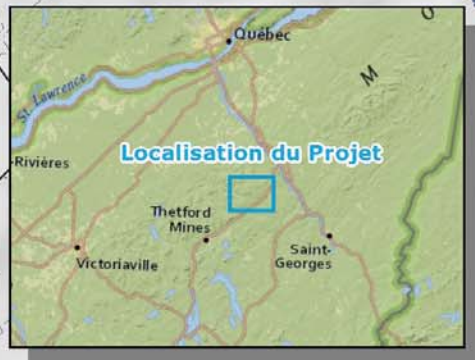 Québec
M O
St. Lawrence
Localisation du Projet
-Rivières
Thetford
Mines
Saint-
Georges
Victoriaville